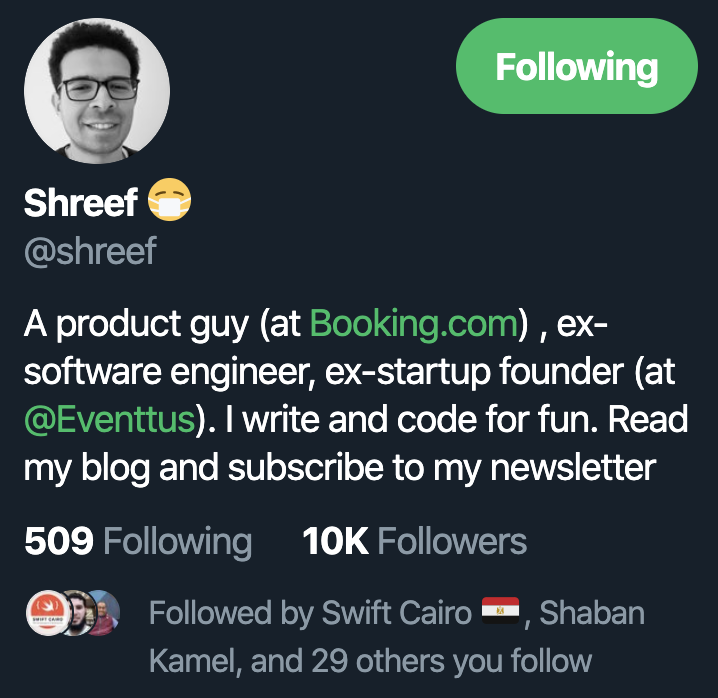 Following
Shreef 😷
@shreef
A product guy (at Booking.com) , ex-
software engineer, ex-startup founder (at
@Eventtus). I write and code for fun. Read
my blog and subscribe to my newsletter
509 Following 10K Followers
SWIFT CAIRO
Followed by Swift Cairo 🇪🇬, Shaban
Kamel, and 29 others you follow